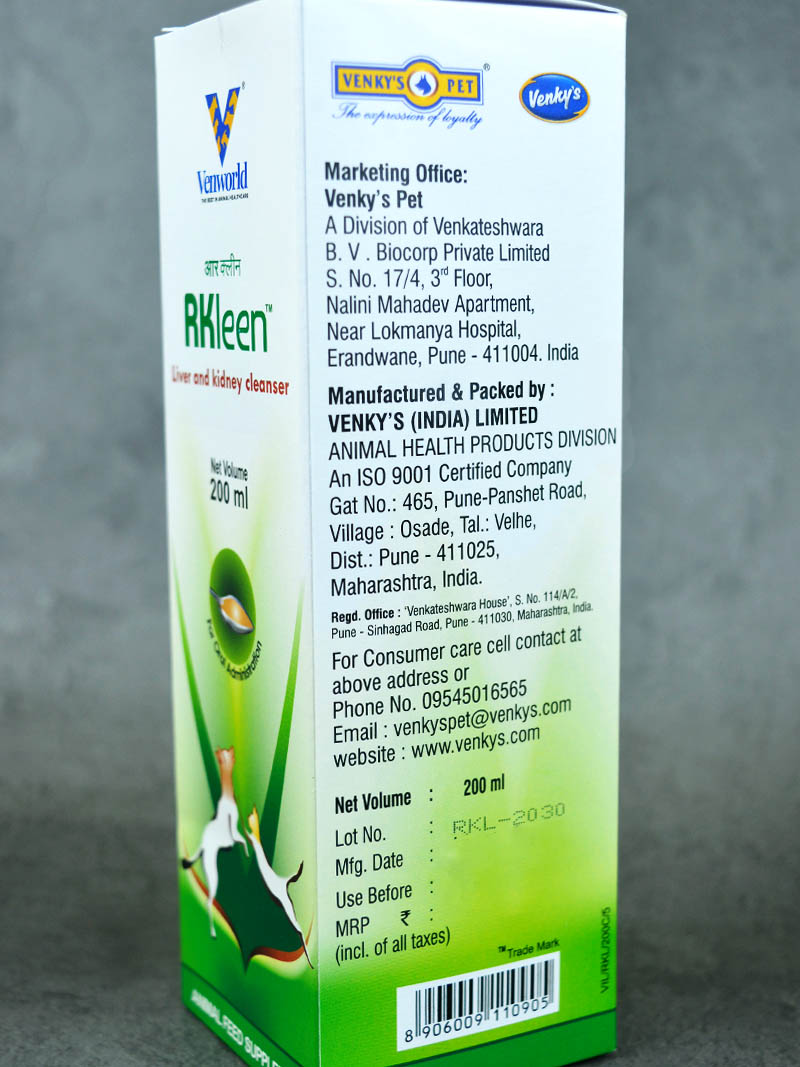 Venworld
THE BEST IN ANIMAL HEALTHCARE
आर क्लीन
RKleen™
Liver and kidney cleanser
Net Volume
200 ml
For Oral Administration
ANIMAL FEED
VENKY'S PET®
The expression of loyalty
Venky's
Marketing Office:
Venky's Pet
A Division of Venkateshwara
B. V . Biocorp Private Limited
S. No. 17/4, 3rd Floor,
Nalini Mahadev Apartment,
Near Lokmanya Hospital,
Erandwane, Pune - 411004. India
Manufactured & Packed by :
VENKY'S (INDIA) LIMITED
ANIMAL HEALTH PRODUCTS DIVISION
An ISO 9001 Certified Company
Gat No.: 465, Pune-Panshet Road,
Village : Osade, Tal.: Velhe,
Dist.: Pune - 411025,
Maharashtra, India.
Regd. Office : 'Venkateshwara House', S. No. 114/A/2,
Pune - Sinhagad Road, Pune - 411030, Maharashtra, India.
For Consumer care cell contact at
above address or
Phone No. 09545016565
Email : venkyspet@venkys.com
website : www.venkys.com
Net Volume : 200 ml
Lot No. : RKL-2030
Mfg. Date :
Use Before :
MRP ₹ :
(incl. of all taxes)
™Trade Mark
VIL/RKL/200C/5
8 906009 110905